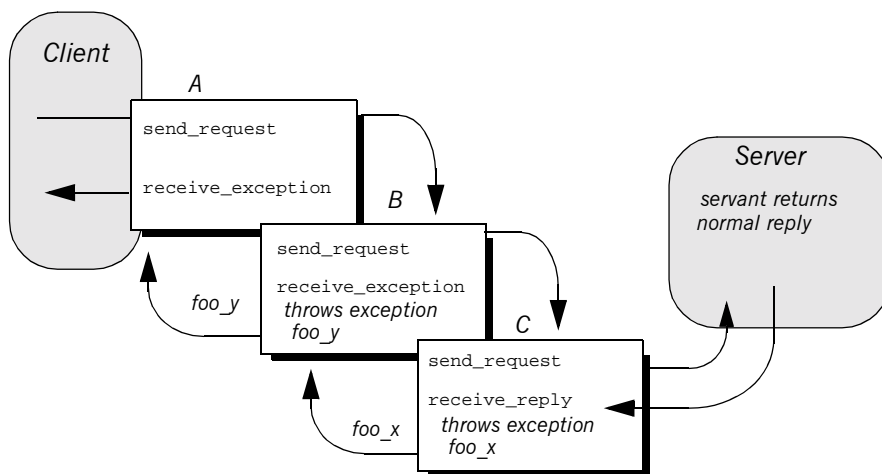 Client
A
send_request
receive_exception
B
send_request
receive_exception
throws exception
foo_y
foo_y
C
send_request
receive_reply
throws exception
foo_x
foo_x
Server
servant returns
normal reply